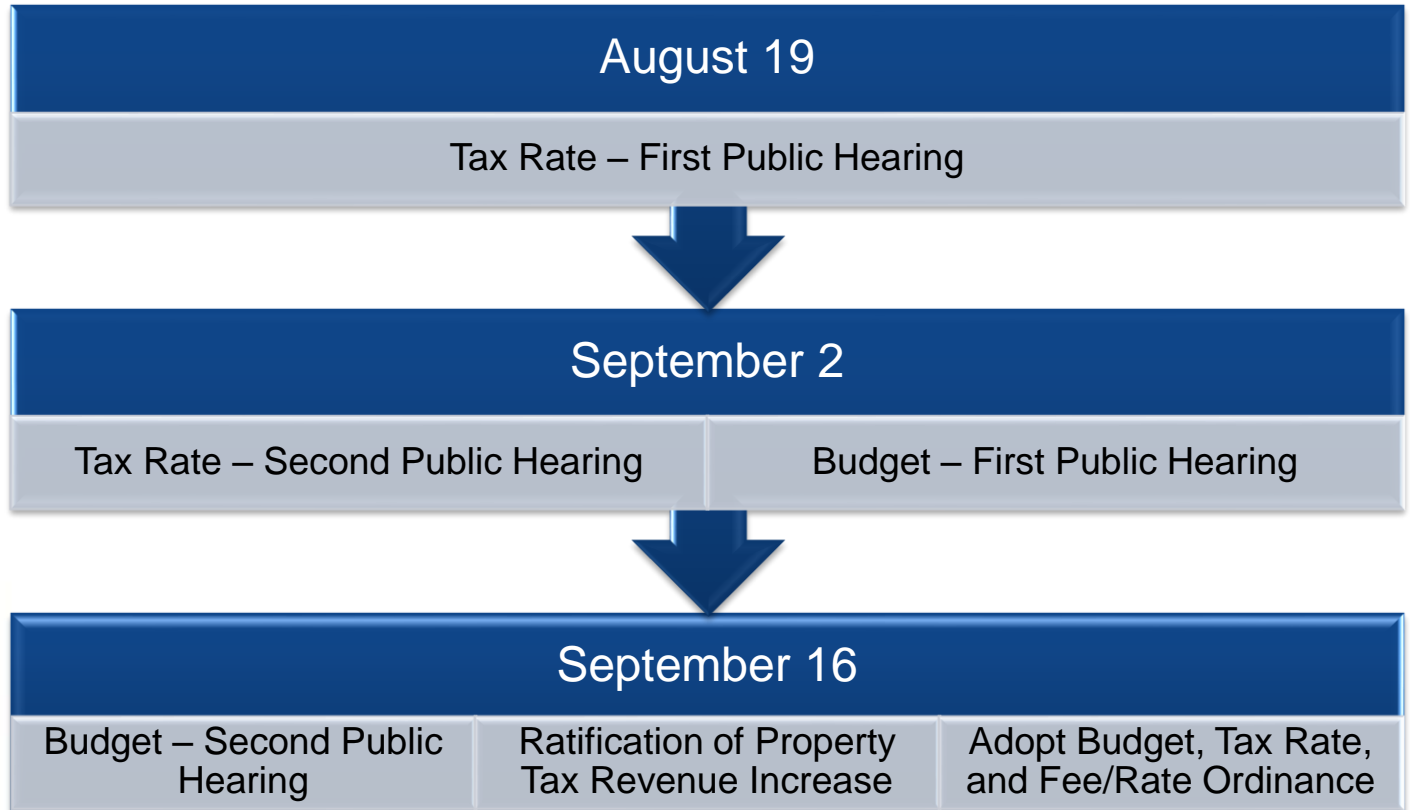 August 19
Tax Rate – First Public Hearing
September 2
Tax Rate – Second Public Hearing
Budget – First Public Hearing
September 16
Budget – Second Public
Hearing
Ratification of Property
Tax Revenue Increase
Adopt Budget, Tax Rate,
and Fee/Rate Ordinance